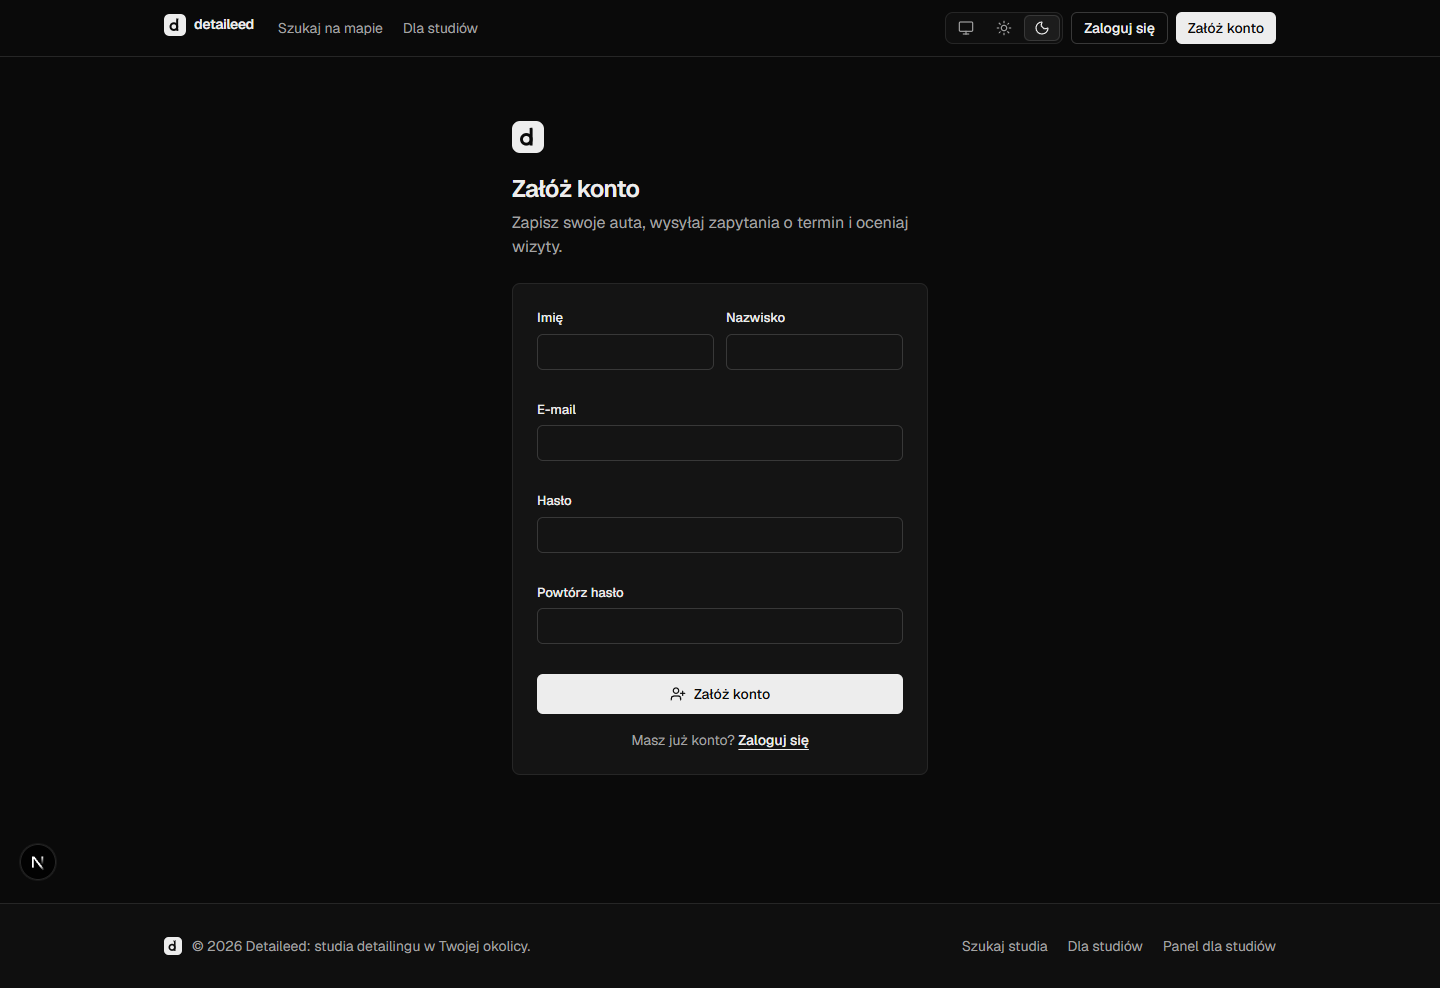 d detaileed Szukaj na mapie Dla studiów Zaloguj się Załóż konto
d
Załóż konto
Zapisz swoje auta, wysyłaj zapytania o termin i oceniaj
wizyty.
Imię Nazwisko
E-mail
Hasło
Powtórz hasło
Załóż konto
Masz już konto? Zaloguj się
N
d © 2026 Detaileed: studia detailingu w Twojej okolicy. Szukaj studia Dla studiów Panel dla studiów